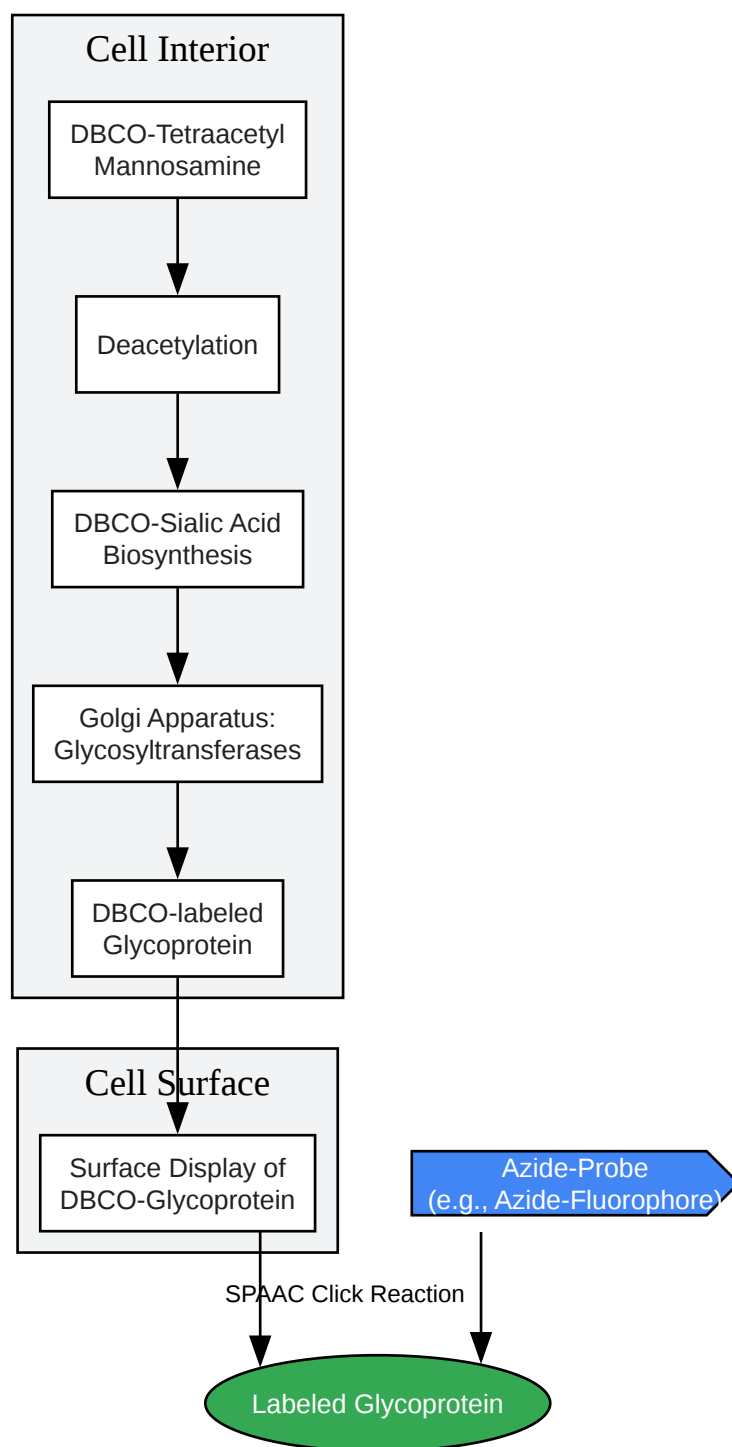 Cell Interior
DBCO-Tetraacetyl
Mannosamine
Deacetylation
DBCO-Sialic Acid
Biosynthesis
Golgi Apparatus:
Glycosyltransferases
DBCO-labeled
Glycoprotein
Cell Surface
Surface Display of
DBCO-Glycoprotein
Azide-Probe
(e.g., Azide-Fluorophore)
SPAAC Click Reaction
Labeled Glycoprotein